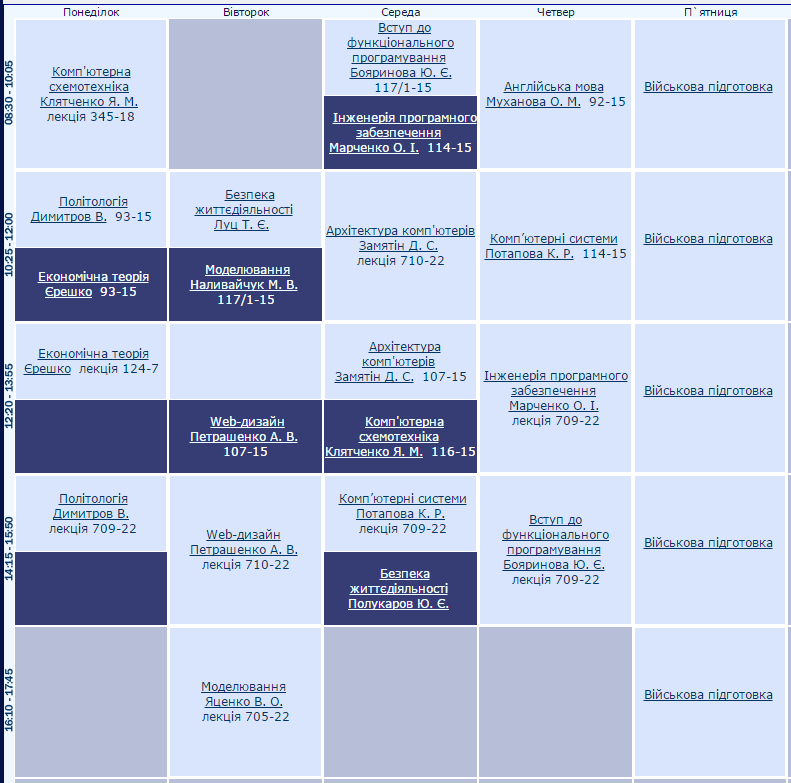 Понеділок
Вівторок
Середа
Четвер
П`ятниця
08:30 - 10:05
Комп'ютерна
схемотехніка
Клятченко Я. М.
лекція 345-18
Вступ до
функціонального
програмування
Бояринова Ю. Є.
117/1-15
Інженерія програмного
забезпечення
Марченко О. І. 114-15
Англійська мова
Муханова О. М. 92-15
Військова підготовка
10:25 - 12:00
Політологія
Димитров В. 93-15
Економічна теорія
Єрешко 93-15
Безпека
життєдіяльності
Луц Т. Є.
Моделювання
Наливайчук М. В.
117/1-15
Архітектура комп'ютерів
Замятін Д. С.
лекція 710-22
Комп’ютерні системи
Потапова К. Р. 114-15
Військова підготовка
12:20 - 13:55
Економічна теорія
Єрешко лекція 124-7
Web-дизайн
Петрашенко А. В.
107-15
Архітектура
комп'ютерів
Замятін Д. С. 107-15
Комп'ютерна
схемотехніка
Клятченко Я. М. 116-15
Інженерія програмного
забезпечення
Марченко О. І.
лекція 709-22
Військова підготовка
14:15 - 15:50
Політологія
Димитров В.
лекція 709-22
Web-дизайн
Петрашенко А. В.
лекція 710-22
Комп’ютерні системи
Потапова К. Р.
лекція 709-22
Безпека
життєдіяльності
Полукаров Ю. Є.
Вступ до
функціонального
програмування
Бояринова Ю. Є.
лекція 709-22
Військова підготовка
16:10 - 17:45
Моделювання
Яценко В. О.
лекція 705-22
Військова підготовка